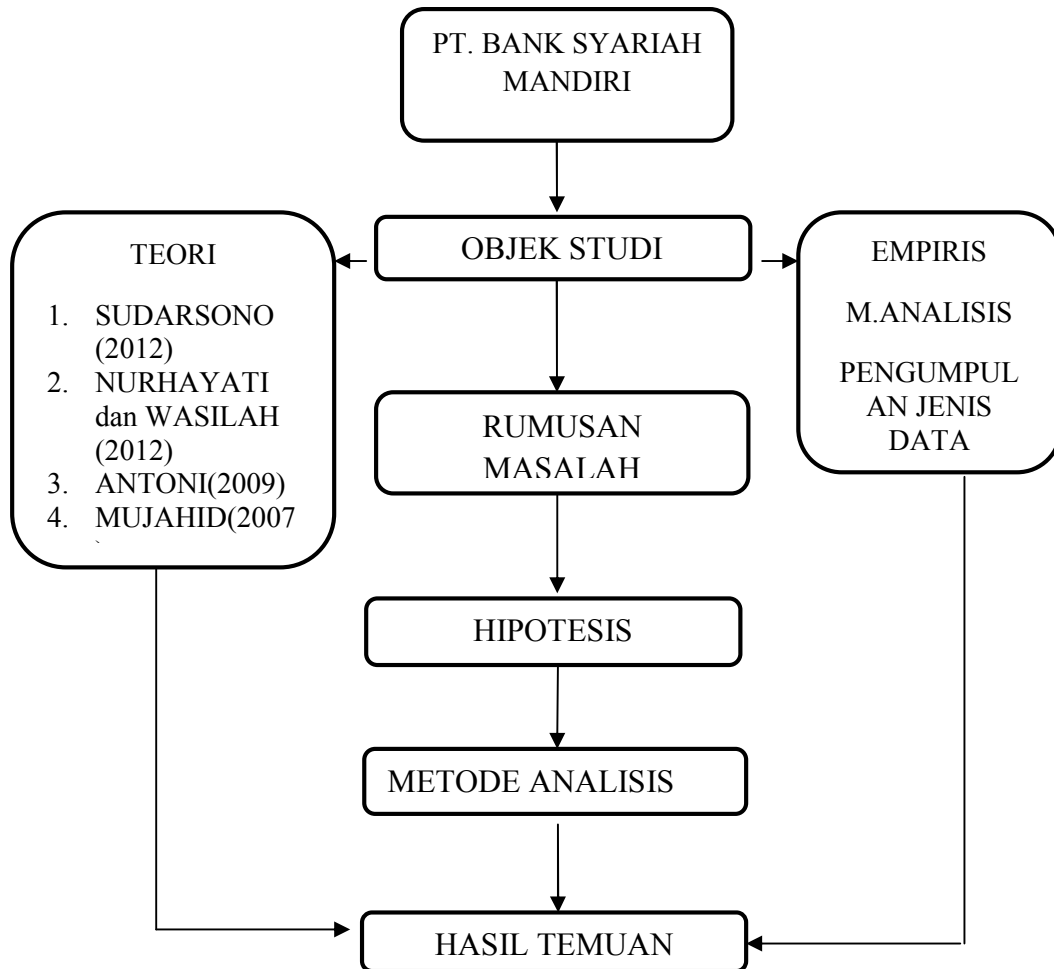 PT. BANK SYARIAH
MANDIRI
OBJEK STUDI
TEORI
1. SUDARSONO
(2012)
2. NURHAYATI
dan WASILAH
(2012)
3. ANTONI(2009)
4. MUJAHID(2007
EMPIRIS
M.ANALISIS
PENGUMPUL
AN JENIS
DATA
RUMUSAN
MASALAH
HIPOTESIS
METODE ANALISIS
HASIL TEMUAN